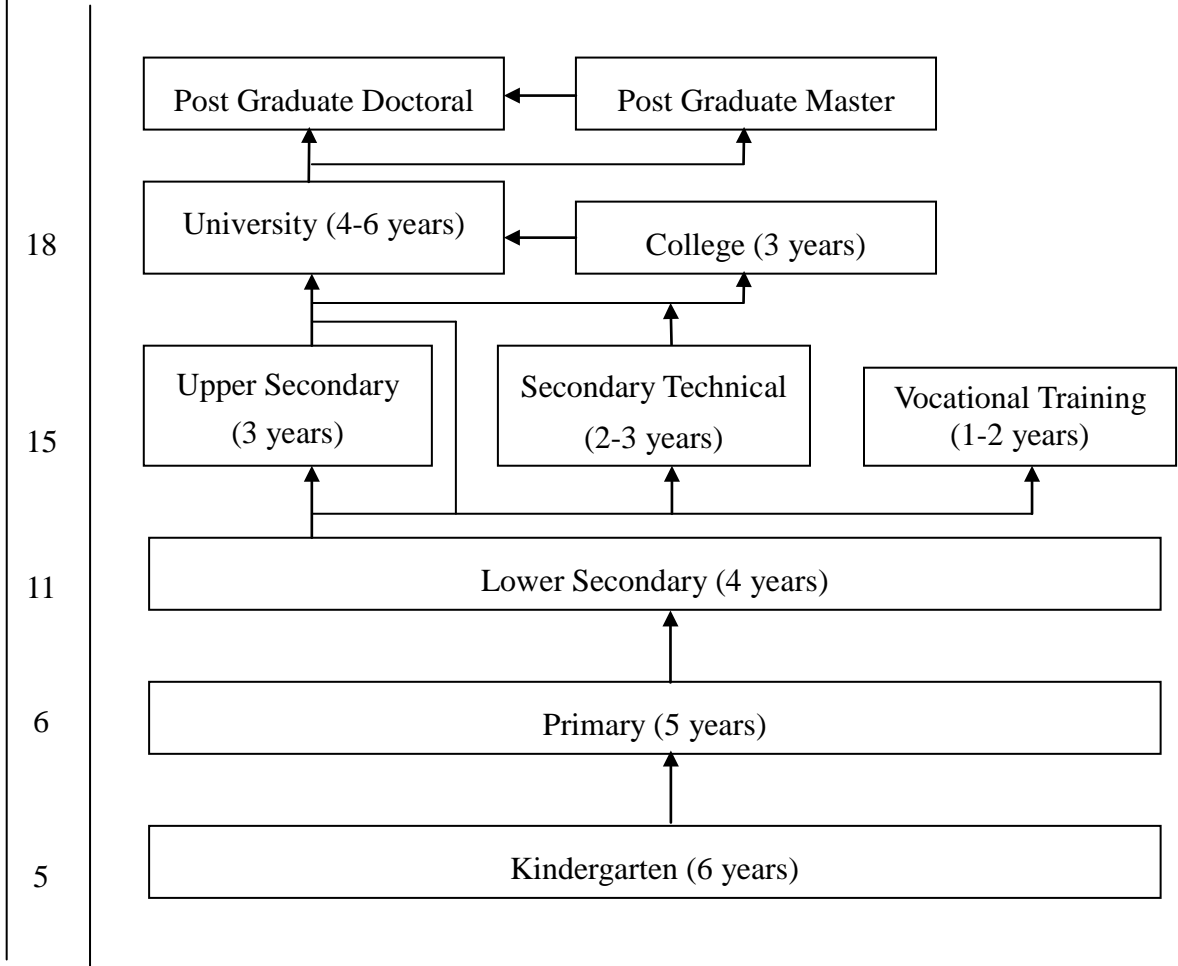 Post Graduate Doctoral
Post Graduate Master
18
University (4-6 years)
College (3 years)
15
Upper Secondary
(3 years)
Secondary Technical
(2-3 years)
Vocational Training
(1-2 years)
11
Lower Secondary (4 years)
6
Primary (5 years)
5
Kindergarten (6 years)